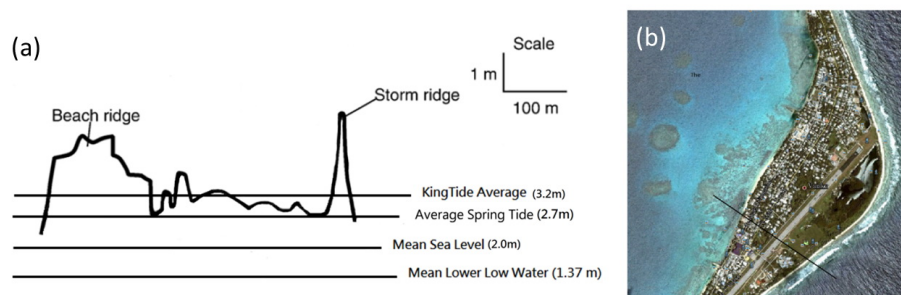 (a)
Scale
1 m
100 m
Beach ridge
Storm ridge
KingTide Average (3.2m)
Average Spring Tide (2.7m)
Mean Sea Level (2.0m)
Mean Lower Low Water (1.37 m)
(b)